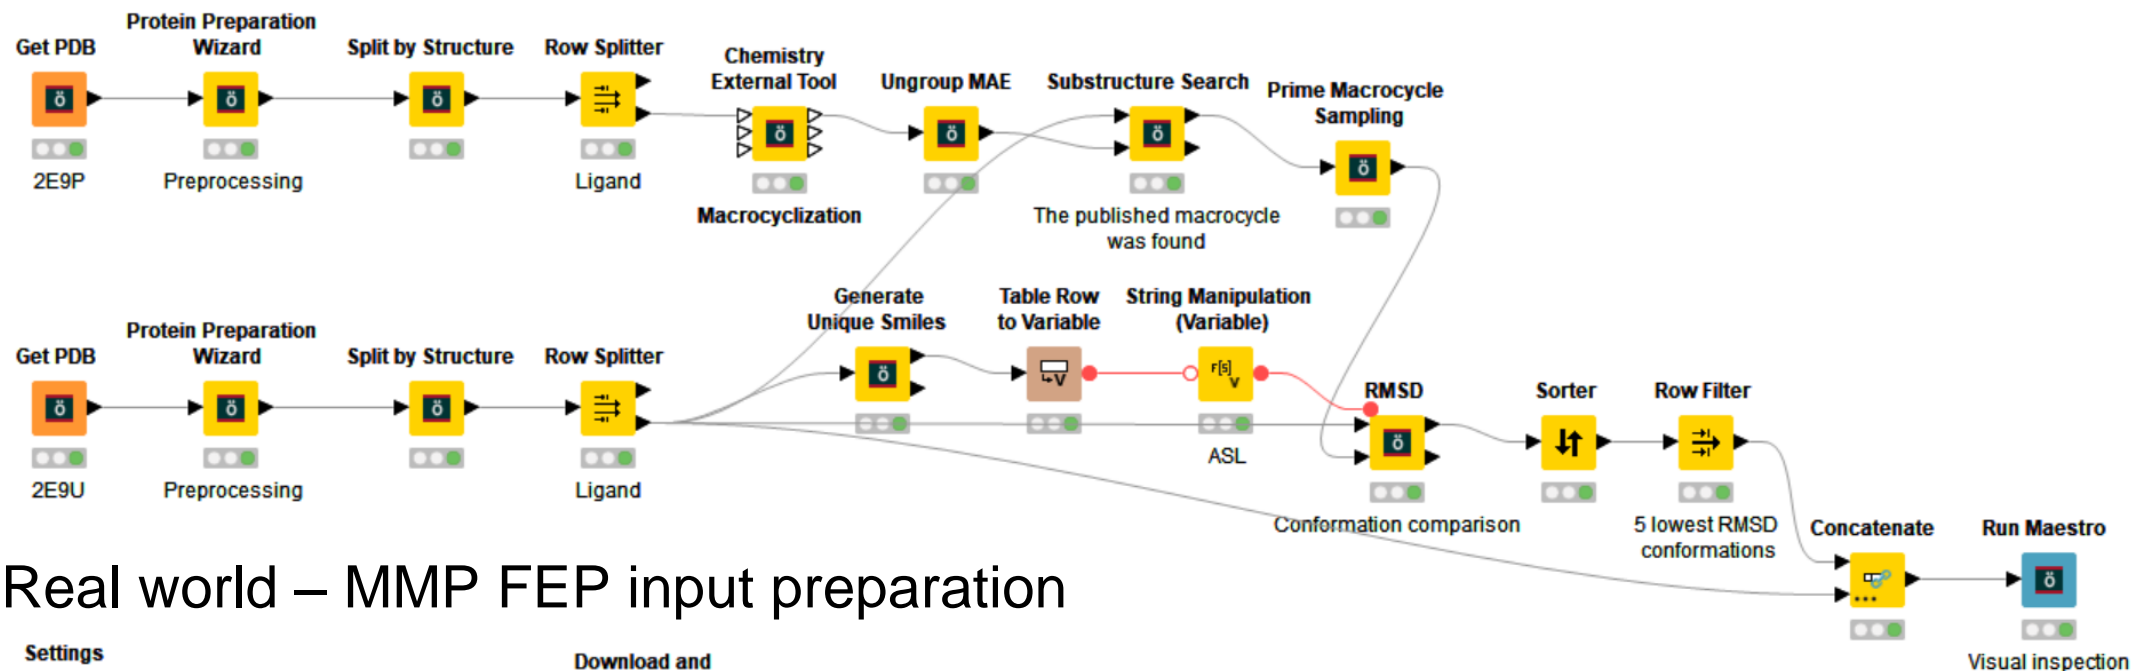 Protein Preparation
Wizard
Get PDB
Split by Structure
Row Splitter
Chemistry
External Tool
Ungroup MAE
Substructure Search
Prime Macrocycle
Sampling
2E9P
Preprocessing
Ligand
Macrocyclization
The published macrocycle
was found
Generate
Unique Smiles
Table Row
to Variable
String Manipulation
(Variable)
Protein Preparation
Wizard
Get PDB
Split by Structure
Row Splitter
RMSD
Sorter
Row Filter
ASL
2E9U
Preprocessing
Ligand
Conformation comparison
5 lowest RMSD
conformations
Concatenate
Run Maestro
Real world – MMP FEP input preparation
Settings
Download and
Visual inspection